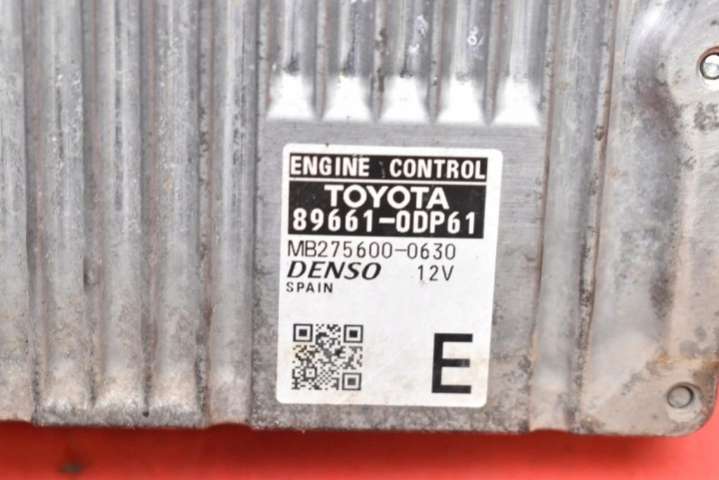 ENGINE CONTROL
TOYOTA
89661-0DP61
MB275600-0630
DENSO 12V
SPAIN
E